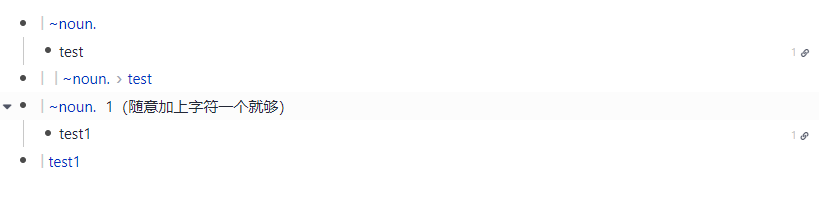 ~noun.
test 1
~noun. > test
~noun. 1（随意加上字符一个就够）
test1 1
test1